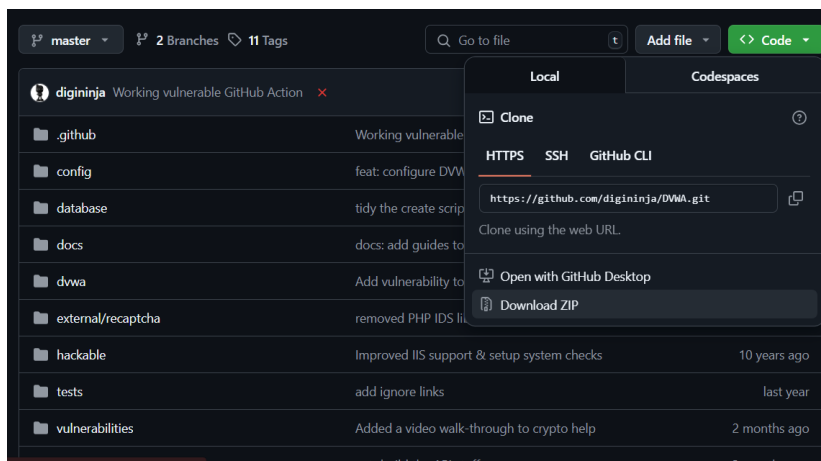 master 2 Branches 11 Tags Go to file t Add file Code
Local Codespaces
digininja Working vulnerable GitHub Action
Clone
.github Working vulnerable
HTTPS SSH GitHub CLI
config feat: configure DVW
https://github.com/digininja/DVWA.git
database tidy the create scrip
Clone using the web URL.
docs docs: add guides to
dvwa Add vulnerability to
Open with GitHub Desktop
Download ZIP
external/recaptcha removed PHP IDS li
hackable Improved IIS support & setup system checks 10 years ago
tests add ignore links last year
vulnerabilities Added a video walk-through to crypto help 2 months ago